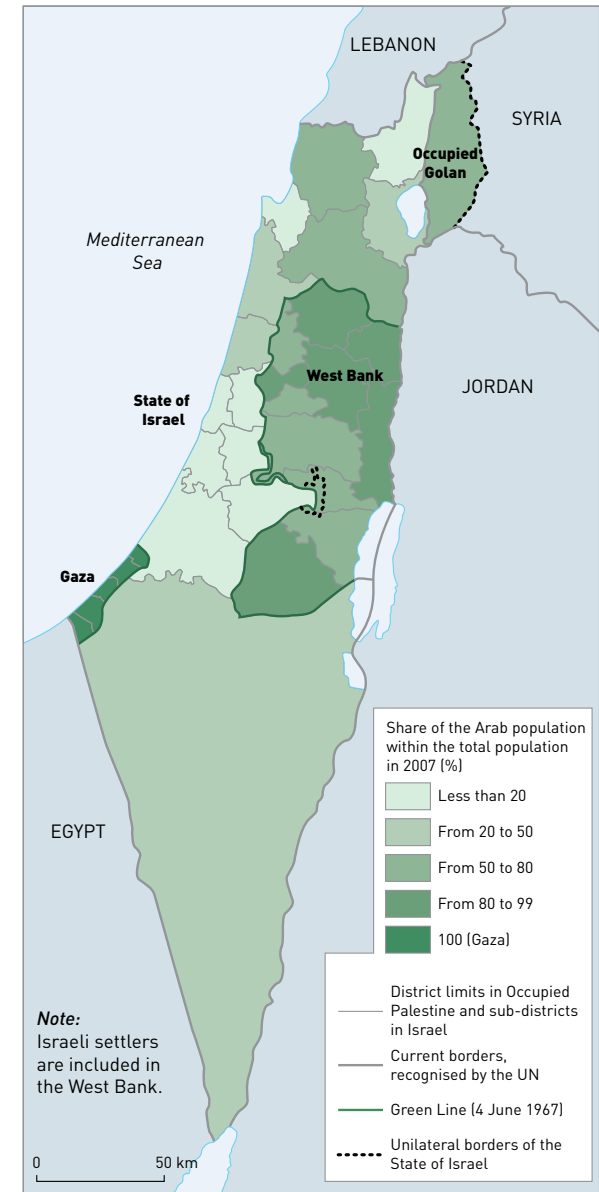 LEBANON
SYRIA
Occupied
Golan
Mediterranean
Sea
West Bank
JORDAN
State of
Israel
Gaza
EGYPT
Share of the Arab population
within the total population
in 2007 (%)
Less than 20
From 20 to 50
From 50 to 80
From 80 to 99
100 (Gaza)
District limits in Occupied
Palestine and sub-districts
in Israel
Current borders,
recognised by the UN
Green Line (4 June 1967)
Unilateral borders of the
State of Israel
Note:
Israeli settlers
are included in
the West Bank.
0 50 km